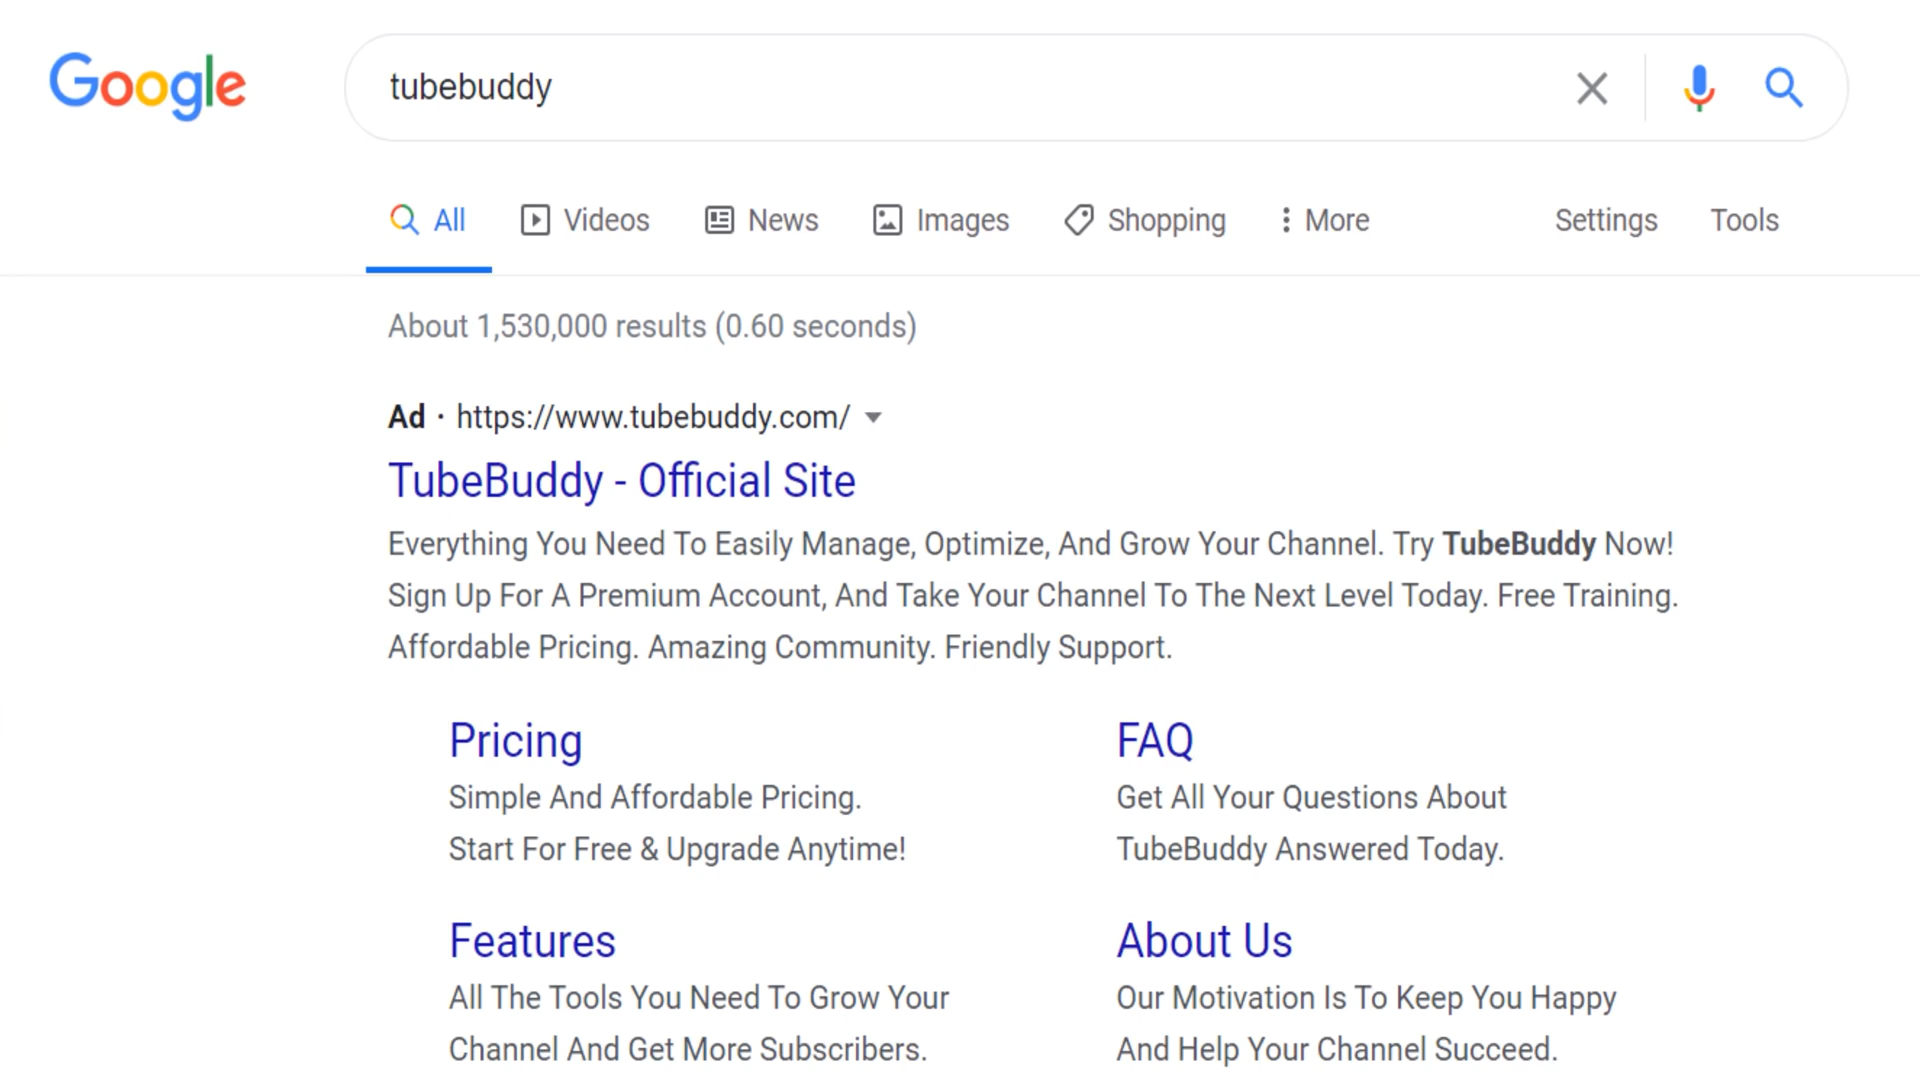 Google
tubebuddy
All Videos News Images Shopping More Settings Tools
About 1,530,000 results (0.60 seconds)
Ad · https://www.tubebuddy.com/
TubeBuddy - Official Site
Everything You Need To Easily Manage, Optimize, And Grow Your Channel. Try TubeBuddy Now!
Sign Up For A Premium Account, And Take Your Channel To The Next Level Today. Free Training.
Affordable Pricing. Amazing Community. Friendly Support.
Pricing
Simple And Affordable Pricing.
Start For Free & Upgrade Anytime!
FAQ
Get All Your Questions About
TubeBuddy Answered Today.
Features
All The Tools You Need To Grow Your
Channel And Get More Subscribers.
About Us
Our Motivation Is To Keep You Happy
And Help Your Channel Succeed.